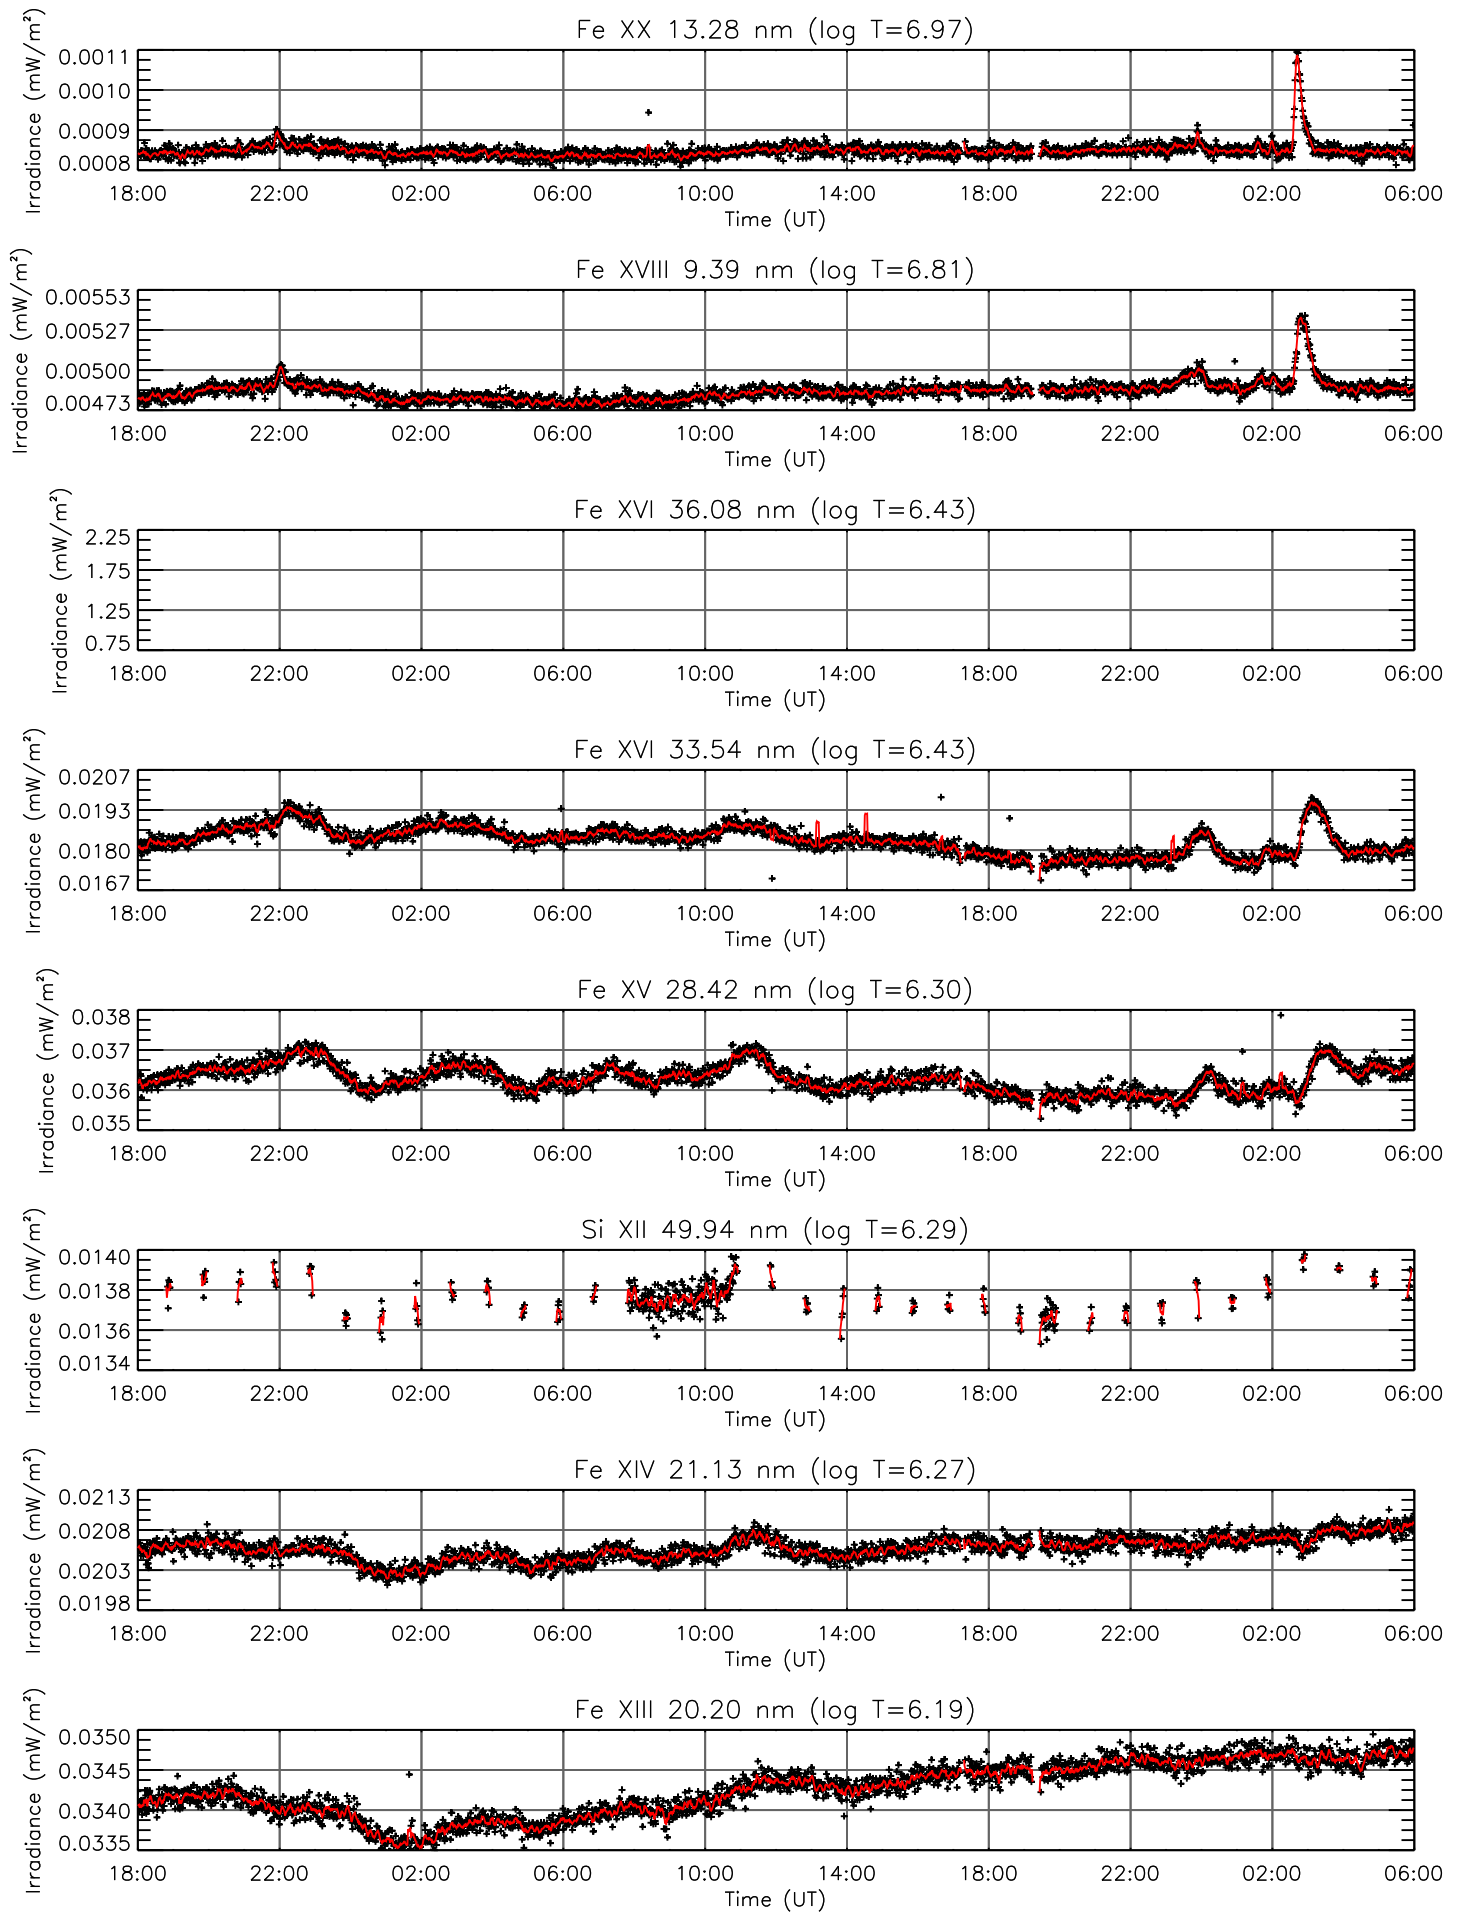 Fe XX 13.28 nm (log T=6.97)
Irradiance (mW/m²)
0.0011
0.0010
0.0009
0.0008
18:00 22:00 02:00 06:00 10:00 14:00 18:00 22:00 02:00 06:00
Time (UT)
Fe XVIII 9.39 nm (log T=6.81)
Irradiance (mW/m²)
0.00553
0.00527
0.00500
0.00473
18:00 22:00 02:00 06:00 10:00 14:00 18:00 22:00 02:00 06:00
Time (UT)
Fe XVI 36.08 nm (log T=6.43)
Irradiance (mW/m²)
2.25
1.75
1.25
0.75
18:00 22:00 02:00 06:00 10:00 14:00 18:00 22:00 02:00 06:00
Time (UT)
Fe XVI 33.54 nm (log T=6.43)
Irradiance (mW/m²)
0.0207
0.0193
0.0180
0.0167
18:00 22:00 02:00 06:00 10:00 14:00 18:00 22:00 02:00 06:00
Time (UT)
Fe XV 28.42 nm (log T=6.30)
Irradiance (mW/m²)
0.038
0.037
0.036
0.035
18:00 22:00 02:00 06:00 10:00 14:00 18:00 22:00 02:00 06:00
Time (UT)
Si XII 49.94 nm (log T=6.29)
Irradiance (mW/m²)
0.0140
0.0138
0.0136
0.0134
18:00 22:00 02:00 06:00 10:00 14:00 18:00 22:00 02:00 06:00
Time (UT)
Fe XIV 21.13 nm (log T=6.27)
Irradiance (mW/m²)
0.0213
0.0208
0.0203
0.0198
18:00 22:00 02:00 06:00 10:00 14:00 18:00 22:00 02:00 06:00
Time (UT)
Fe XIII 20.20 nm (log T=6.19)
Irradiance (mW/m²)
0.0350
0.0345
0.0340
0.0335
18:00 22:00 02:00 06:00 10:00 14:00 18:00 22:00 02:00 06:00
Time (UT)